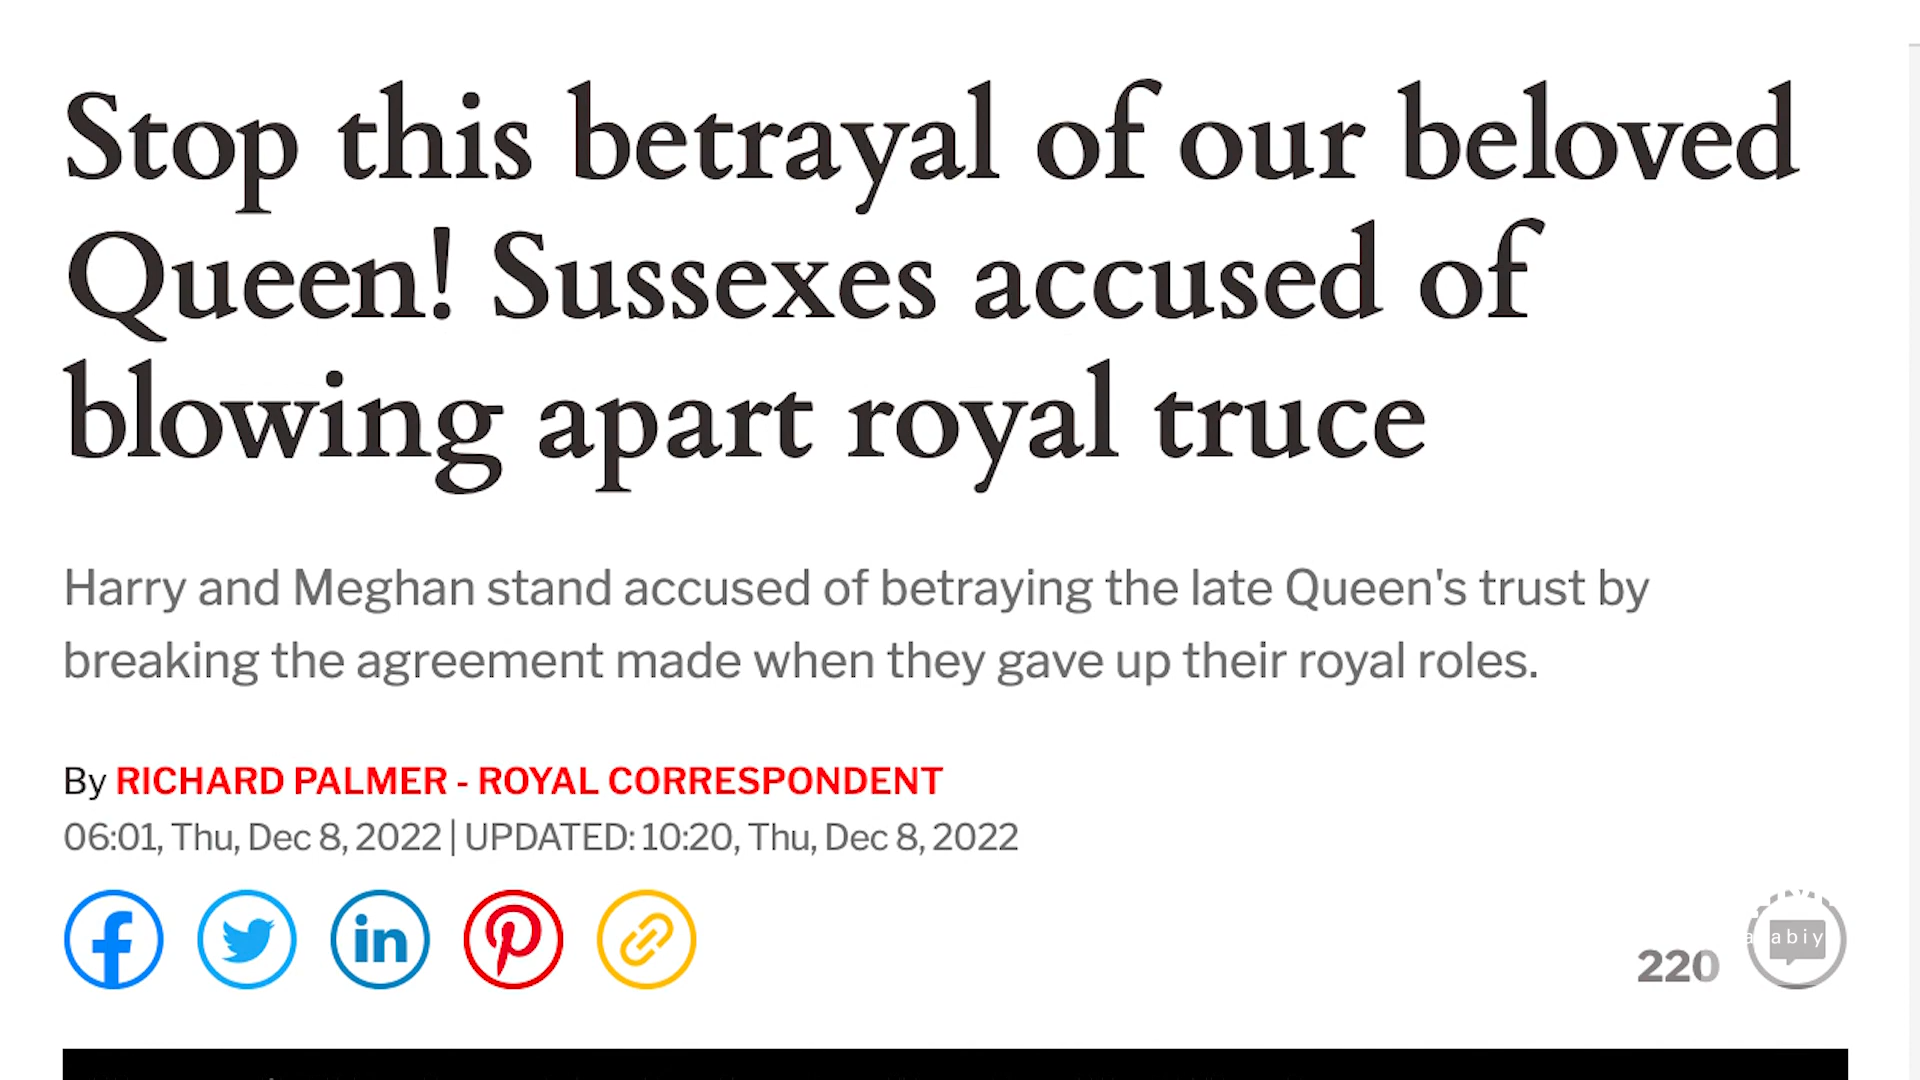 Stop this betrayal of our beloved
Queen! Sussexes accused of
blowing apart royal truce
Harry and Meghan stand accused of betraying the late Queen's trust by
breaking the agreement made when they gave up their royal roles.
By RICHARD PALMER - ROYAL CORRESPONDENT
06:01, Thu, Dec 8, 2022 | UPDATED: 10:20, Thu, Dec 8, 2022
220